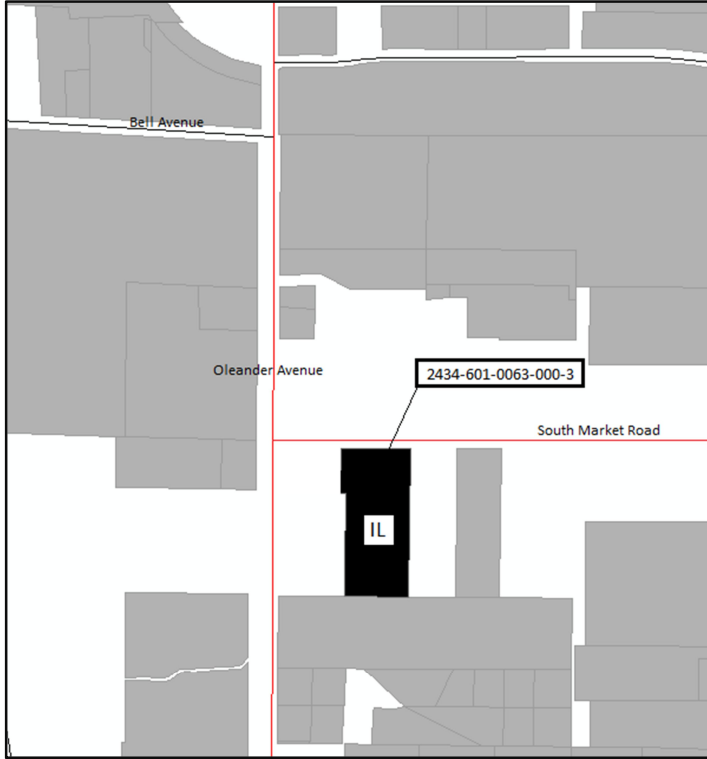 Bell Avenue
Oleander Avenue
2434-601-0063-000-3
South Market Road
IL